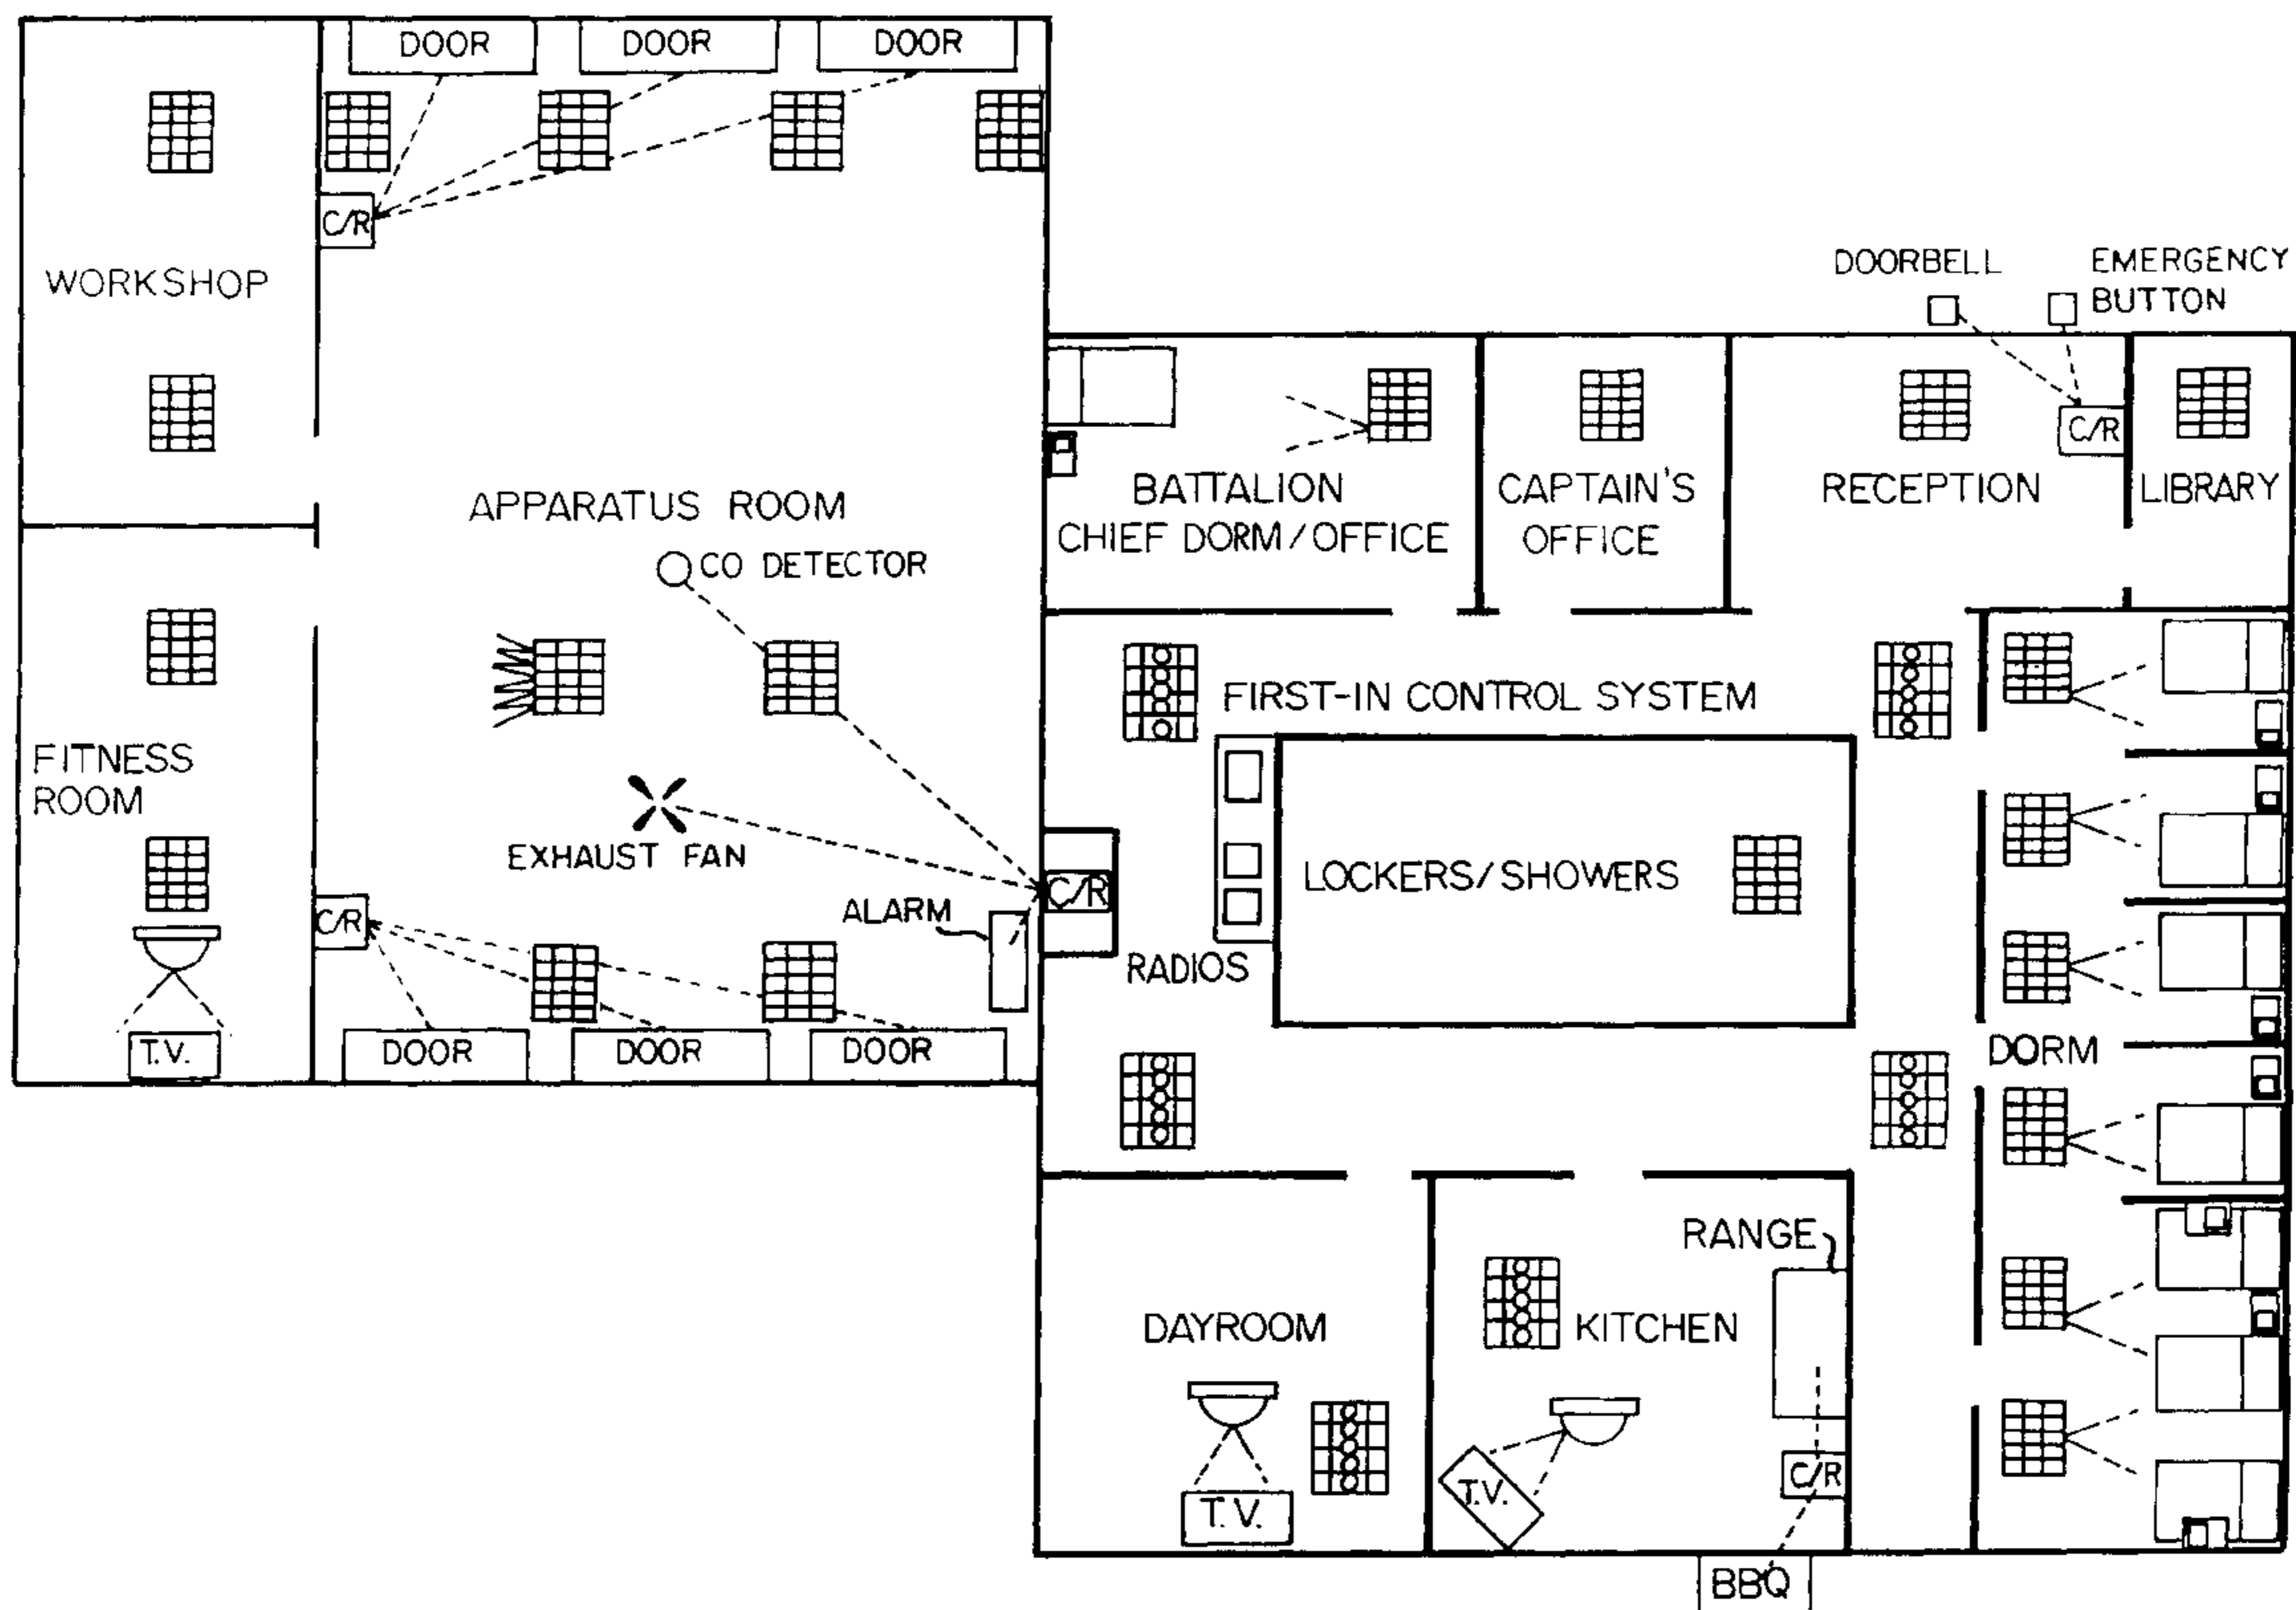 DOOR
DOOR
DOOR
C/R
WORKSHOP
DOORBELL
EMERGENCY
BUTTON
C/R
BATTALION
CHIEF DORM/OFFICE
CAPTAIN'S
OFFICE
RECEPTION
LIBRARY
APPARATUS ROOM
CO DETECTOR
FIRST-IN CONTROL SYSTEM
FITNESS
ROOM
EXHAUST FAN
LOCKERS/SHOWERS
C/R
ALARM
C/R
RADIOS
T.V.
DOOR
DOOR
DOOR
DORM
RANGE
DAYROOM
KITCHEN
T.V.
T.V.
C/R
BBQ